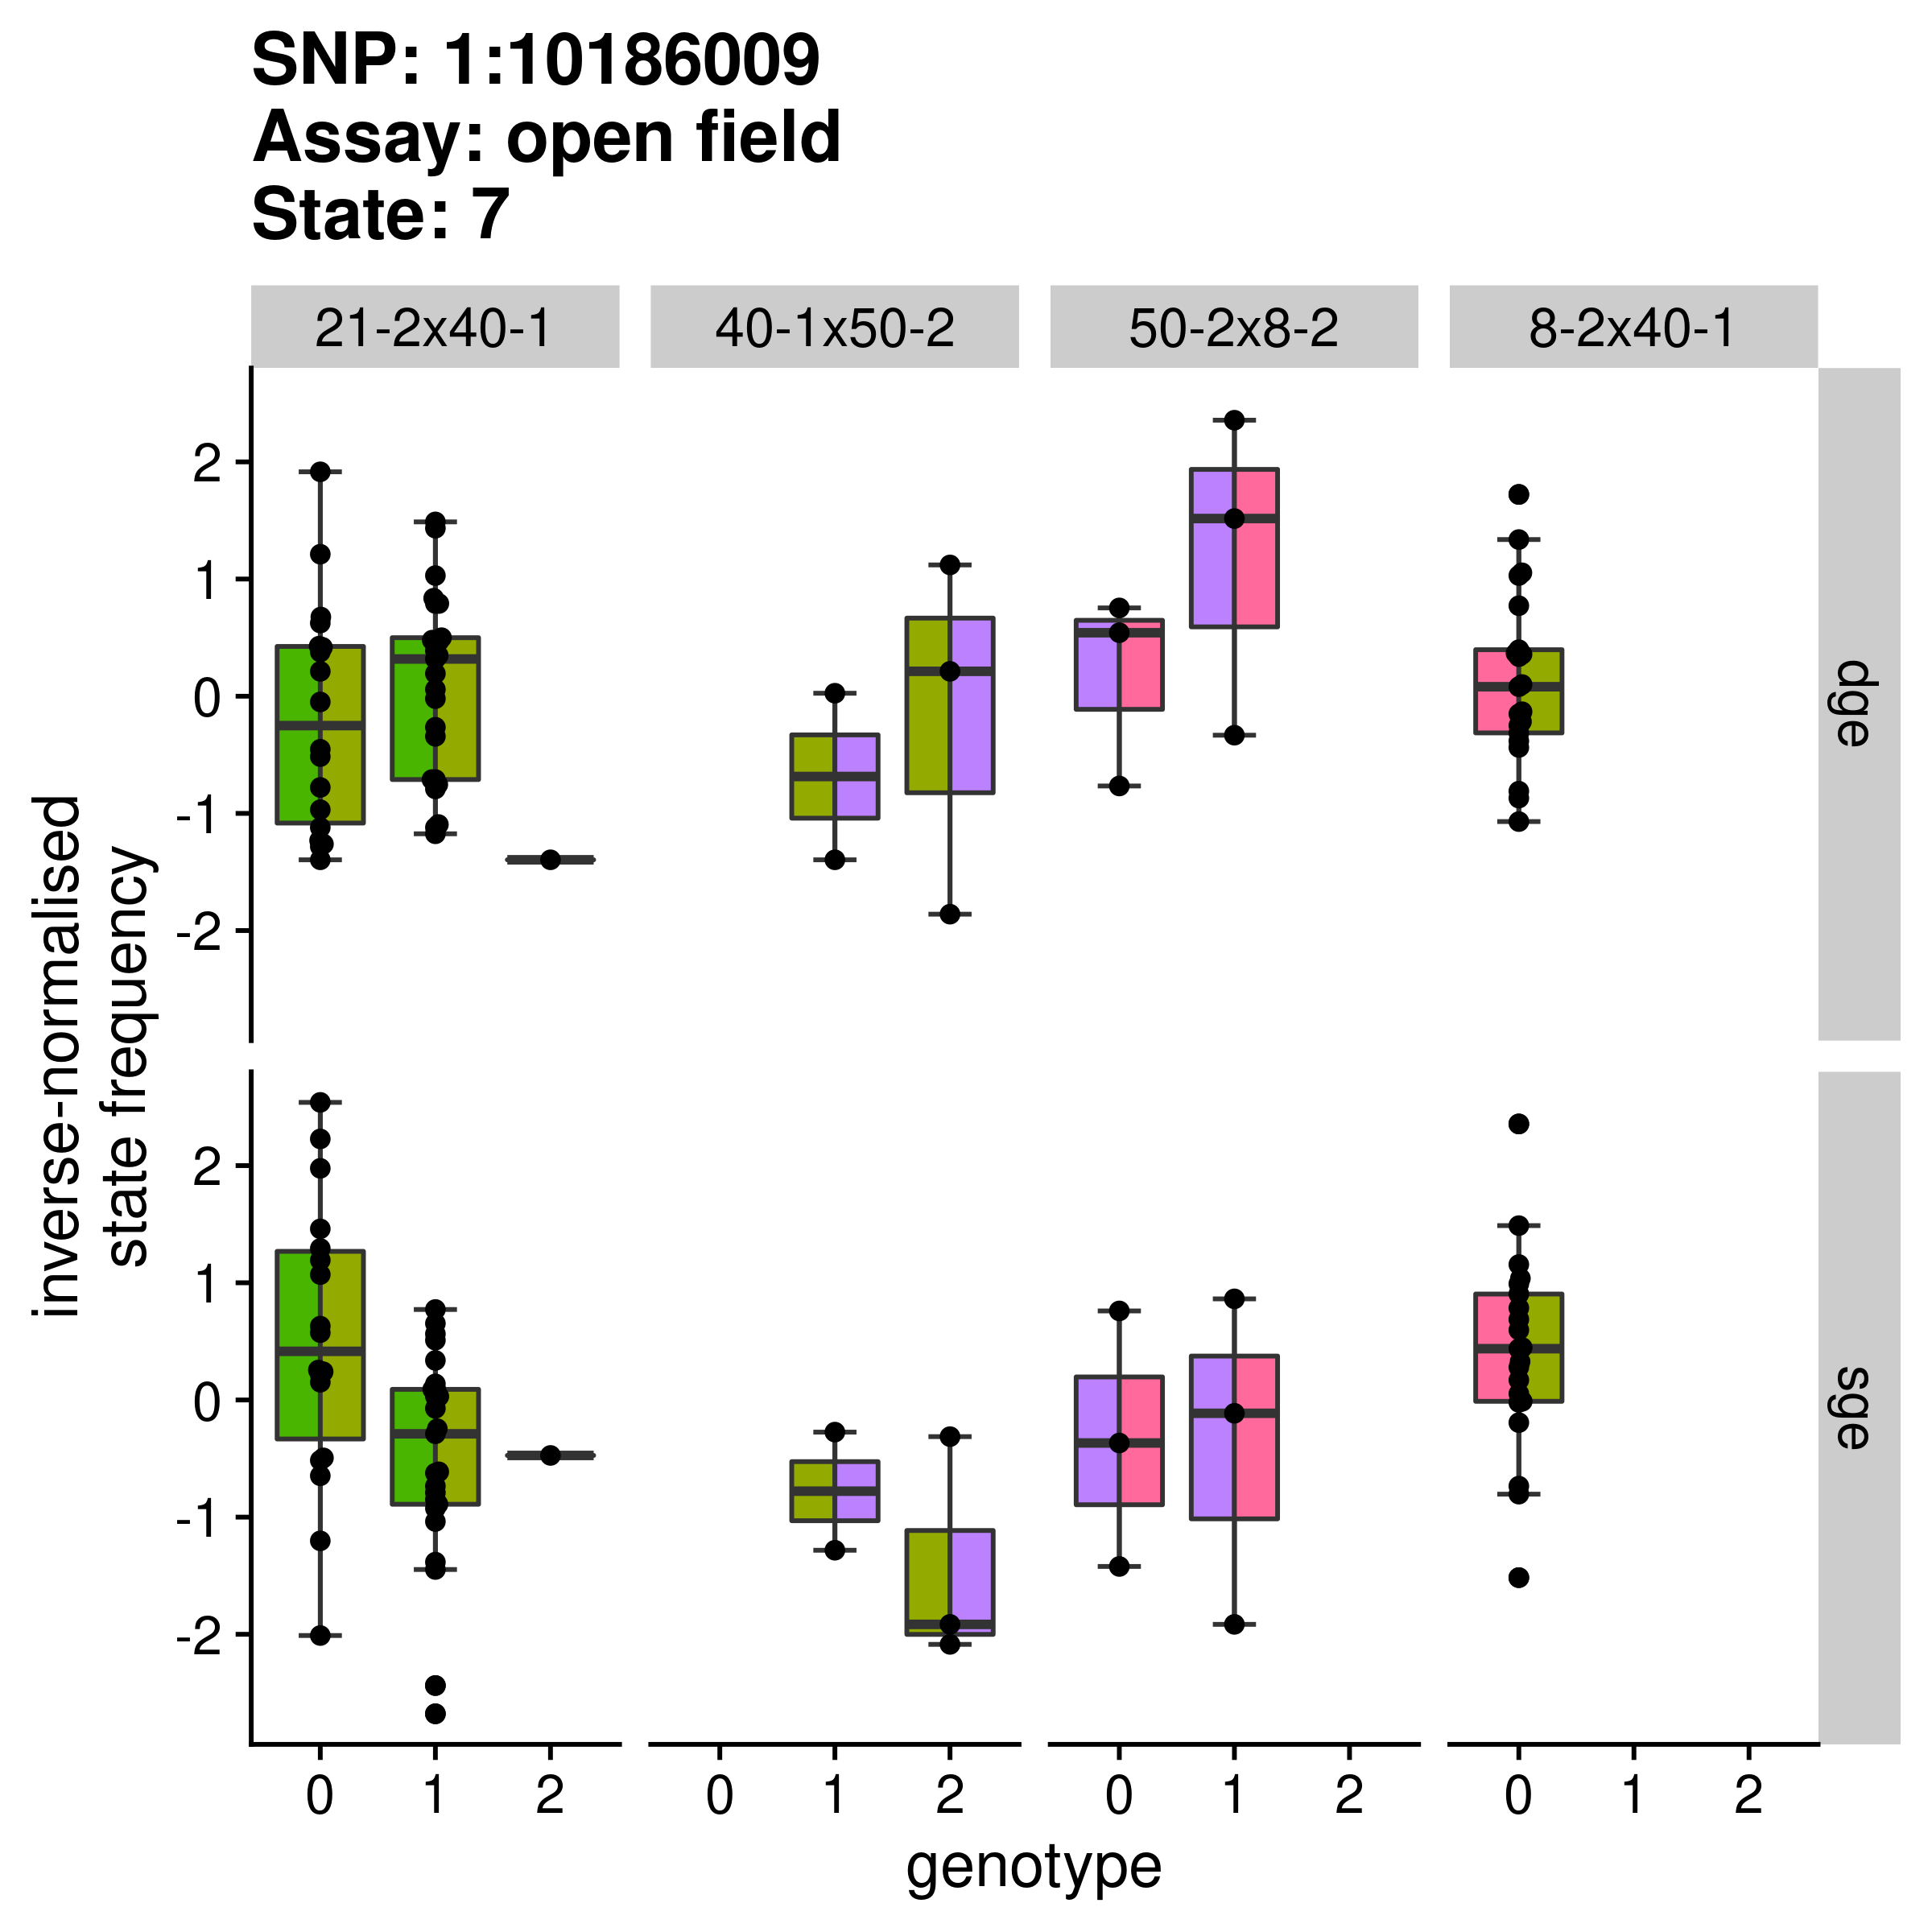 SNP: 1:10186009
Assay: open field
State: 7
21-2x40-1 40-1x50-2 50-2x8-2 8-2x40-1
2
1
0
-1
-2
dge
2
1
0
-1
-2
sge
inverse-normalised
state frequency
0 1 2 0 1 2 0 1 2 0 1 2
genotype